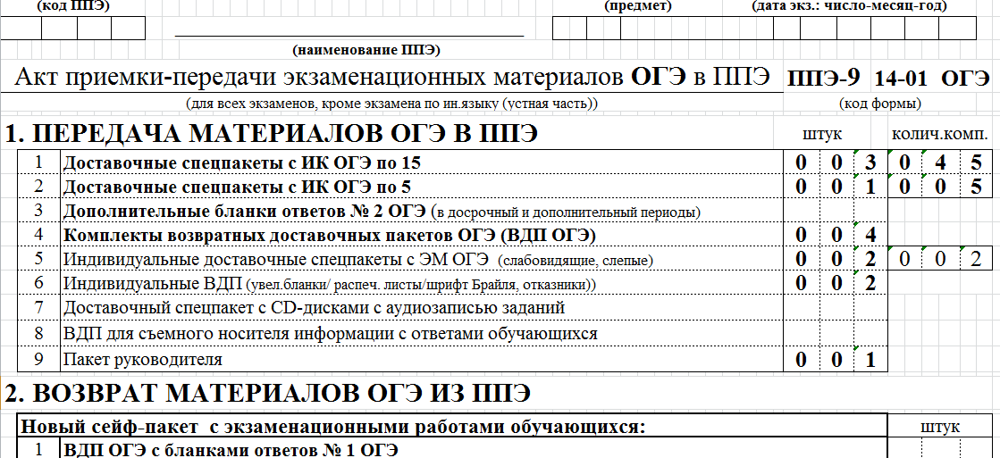 (код ППЭ) (предмет) (дата экз.: число-месяц-год)
(наименование ППЭ)
Акт приемки-передачи экзаменационных материалов ОГЭ в ППЭ ППЭ-9 14-01 ОГЭ
(для всех экзаменов, кроме экзамена по ин.языку (устная часть)) (код формы)
1. ПЕРЕДАЧА МАТЕРИАЛОВ ОГЭ В ППЭ штук колич.комп.
1 Доставочные спецпакеты с ИК ОГЭ по 15 0 0 3 0 4 5
2 Доставочные спецпакеты с ИК ОГЭ по 5 0 0 1 0 0 5
3 Дополнительные бланки ответов № 2 ОГЭ (в досрочный и дополнительный периоды)
4 Комплекты возвратных доставочных пакетов ОГЭ (ВДП ОГЭ) 0 0 4
5 Индивидуальные доставочные спецпакеты с ЭМ ОГЭ (слабовидящие, слепые) 0 0 2 0 0 2
6 Индивидуальные ВДП (увел.бланки/ распеч. листы/шрифт Брайля, отказники)) 0 0 2
7 Доставочный спецпакет с CD-дисками с аудиозаписью заданий
8 ВДП для съемного носителя информации с ответами обучающихся
9 Пакет руководителя 0 0 1
2. ВОЗВРАТ МАТЕРИАЛОВ ОГЭ ИЗ ППЭ
Новый сейф-пакет с экзаменационными работами обучающихся: штук
1 ВДП ОГЭ с бланками ответов № 1 ОГЭ